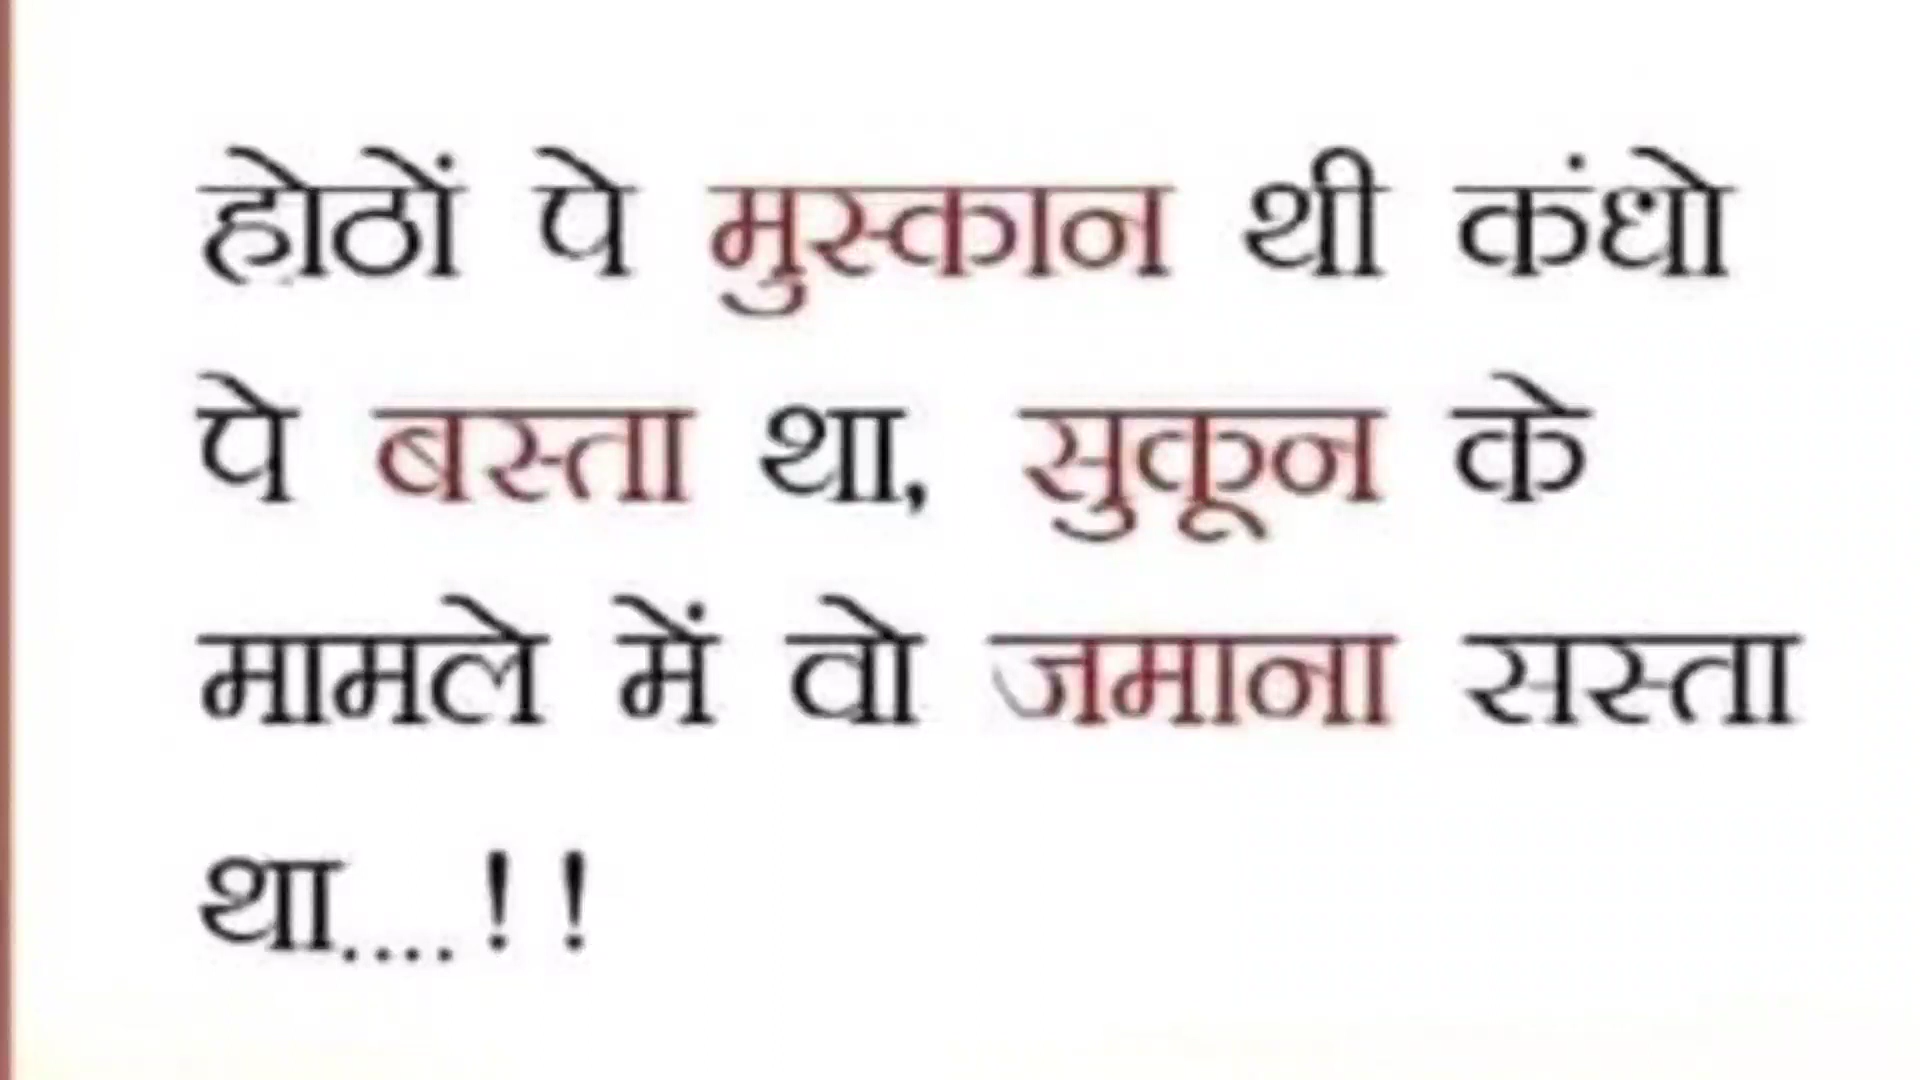 होठों पे मुस्कान थी कंधो
पे बस्ता था, सुकून के
मामले में वो जमाना सस्ता
था....!!